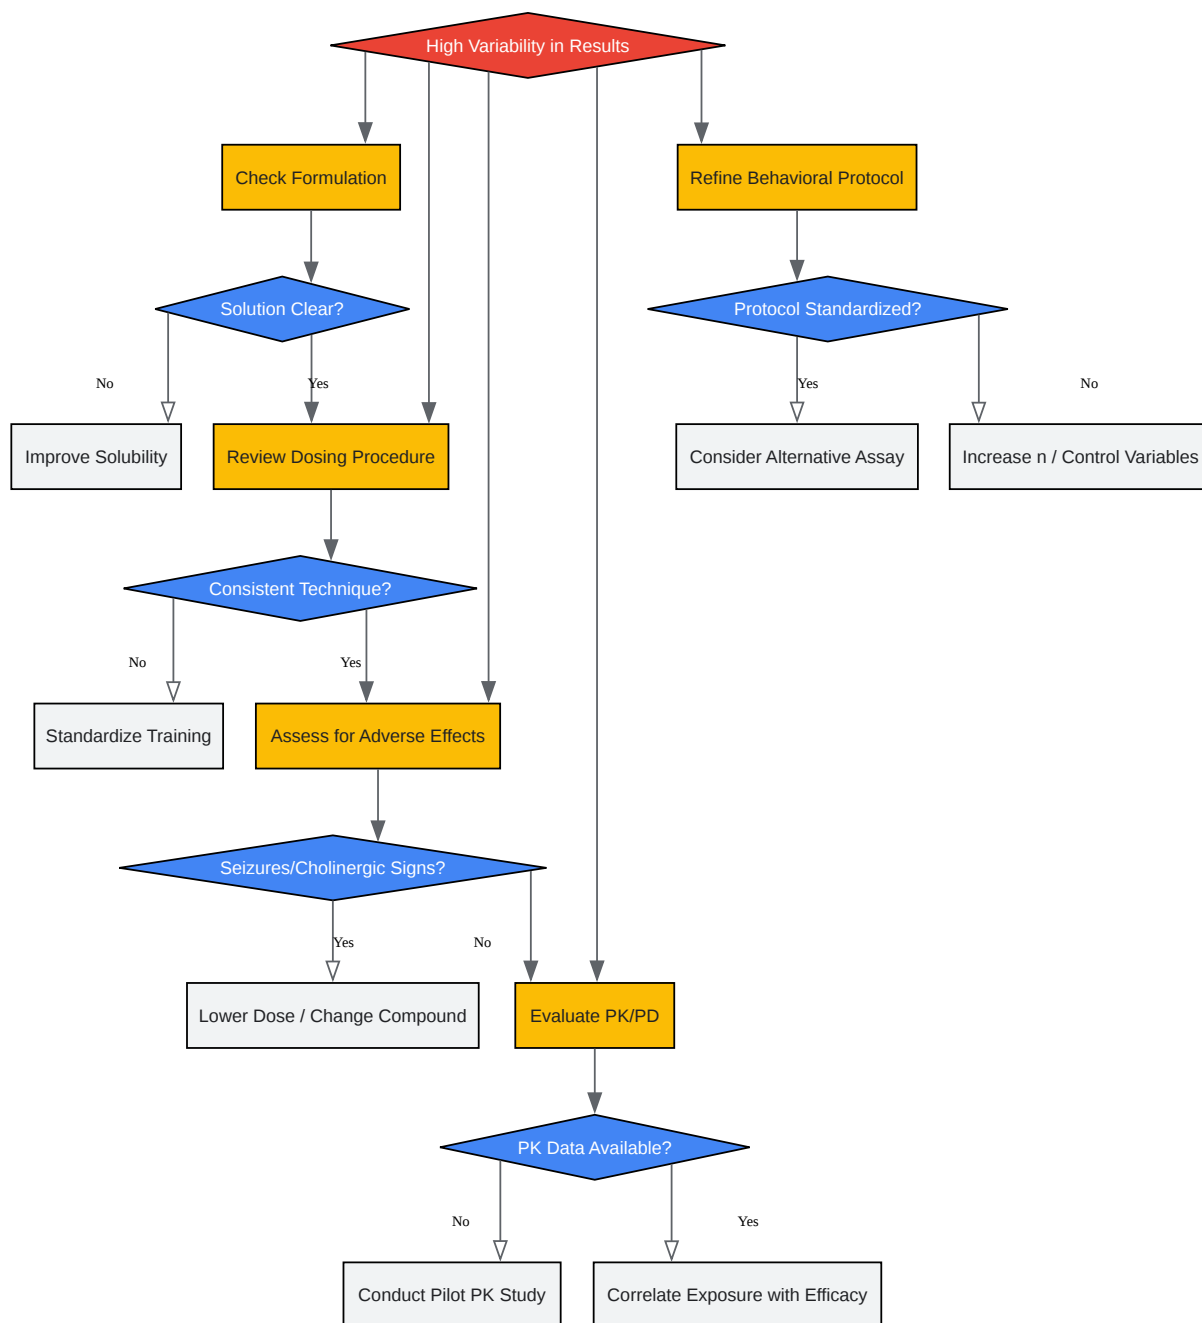 High Variability in Results
Check Formulation
Refine Behavioral Protocol
Solution Clear?
Protocol Standardized?
No
Yes
Yes
No
Improve Solubility
Review Dosing Procedure
Consider Alternative Assay
Increase n / Control Variables
Consistent Technique?
No
Yes
Standardize Training
Assess for Adverse Effects
Seizures/Cholinergic Signs?
Yes
No
Lower Dose / Change Compound
Evaluate PK/PD
PK Data Available?
No
Yes
Conduct Pilot PK Study
Correlate Exposure with Efficacy